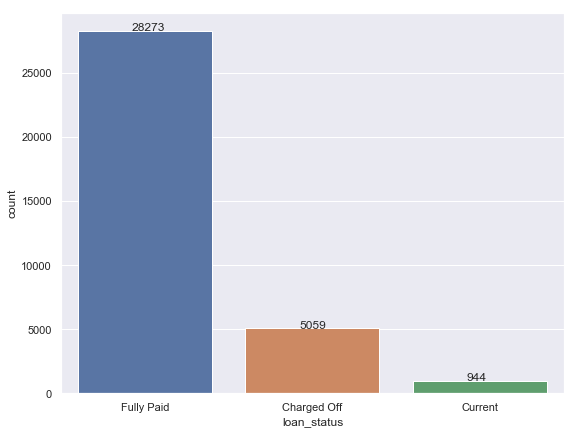 28273
25000
20000
15000
10000
5000
0
count
5059
944
Fully Paid
Charged Off
Current
loan_status